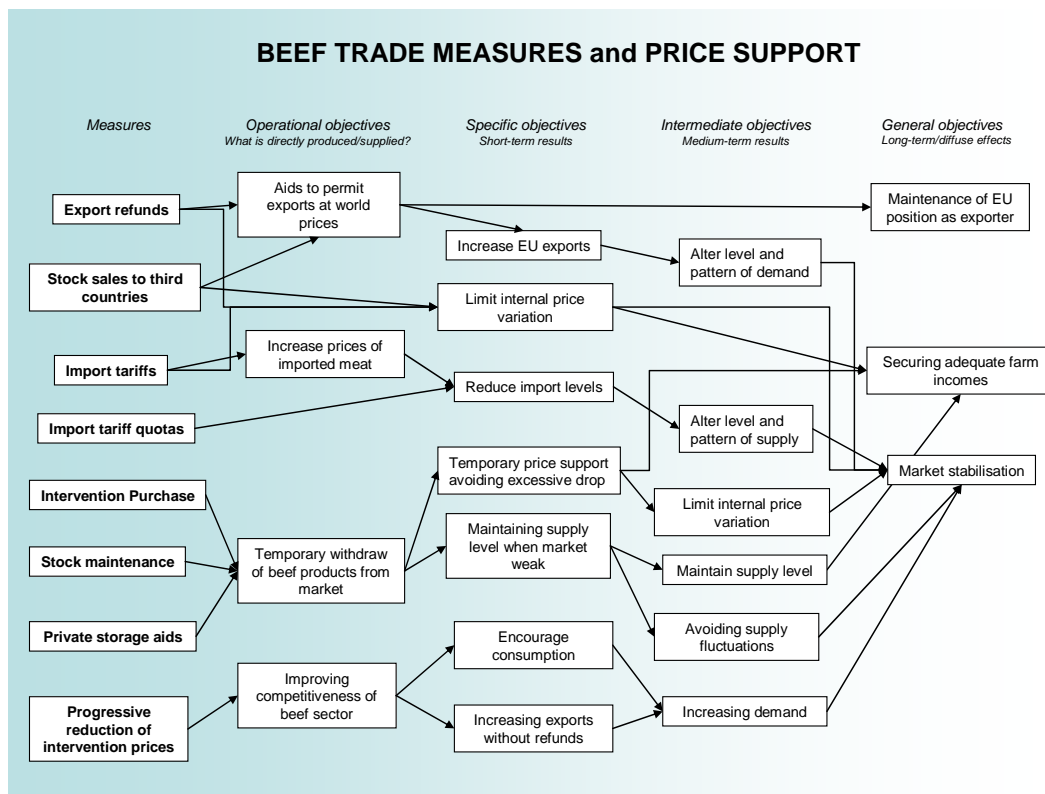 BEEF TRADE MEASURES and PRICE SUPPORT
Measures
Operational objectives
What is directly produced/supplied?
Specific objectives
Short-term results
Intermediate objectives
Medium-term results
General objectives
Long-term/diffuse effects
Export refunds
Stock sales to third
countries
Import tariffs
Import tariff quotas
Intervention Purchase
Stock maintenance
Private storage aids
Progressive
reduction of
intervention prices
Aids to permit
exports at world
prices
Increase prices of
imported meat
Temporary withdraw
of beef products from
market
Improving
competitiveness of
beef sector
Increase EU exports
Limit internal price
variation
Reduce import levels
Temporary price support
avoiding excessive drop
Maintaining supply
level when market
weak
Encourage
consumption
Increasing exports
without refunds
Alter level and
pattern of demand
Alter level and
pattern of supply
Limit internal price
variation
Maintain supply level
Avoiding supply
fluctuations
Increasing demand
Maintenance of EU
position as exporter
Securing adequate farm
incomes
Market stabilisation